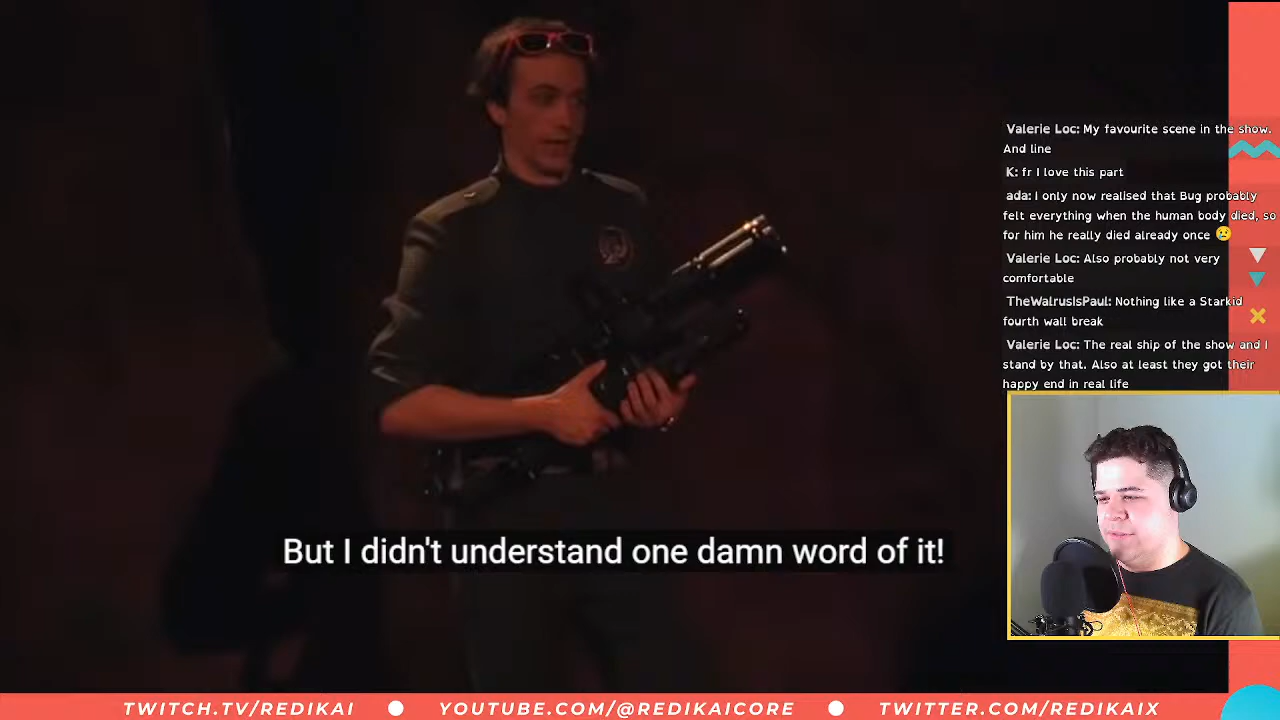 Valerie Loc: My favourite scene in the show.
And line
K: fr I love this part
ada: I only now realised that Bug probably
felt everything when the human body died, so
for him he really died already once 😢
Valerie Loc: Also probably not very
comfortable
TheWalrusIsPaul: Nothing like a Starkid
fourth wall break
Valerie Loc: The real ship of the show and I
stand by that. Also at least they got their
happy end in real life
But I didn't understand one damn word of it!
TWITCH.TV/REDIKAI
YOUTUBE.COM/@REDIKAICORE
TWITTER.COM/REDIKAIX